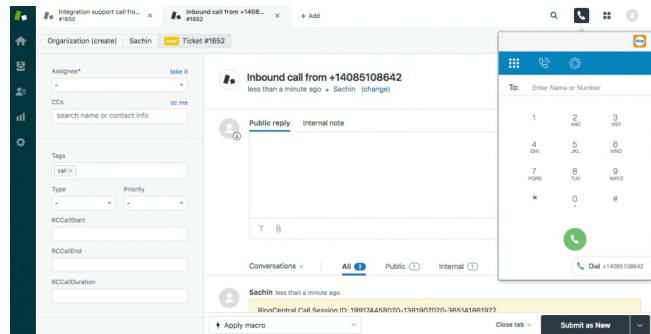 Integration support call fro...
#1650
Inbound call from +1408...
#1652
+ Add
Organization (create)
Sachin
new
Ticket #1652
Assignee*
take it
-
CCs
cc me
search name or contact info
Tags
call ×
Type
Priority
-
-
RCCallStart
RCCallEnd
RCCallDuration
Inbound call from +14085108642
less than a minute ago • Sachin (change)
Public reply
Internal note
T
Conversations
All 2
Public 1
Internal 1
Sachin less than a minute ago
RingCentral Call Session ID: 199174458020-1381907020-365141861972
Apply macro
Close tab
Submit as New
To:
Enter Name or Number
1
2
3
ABC
DEF
4
5
6
GHI
JKL
MNO
7
8
9
PQRS
TUV
WXYZ
*
0
#
+
Dial +14085108642